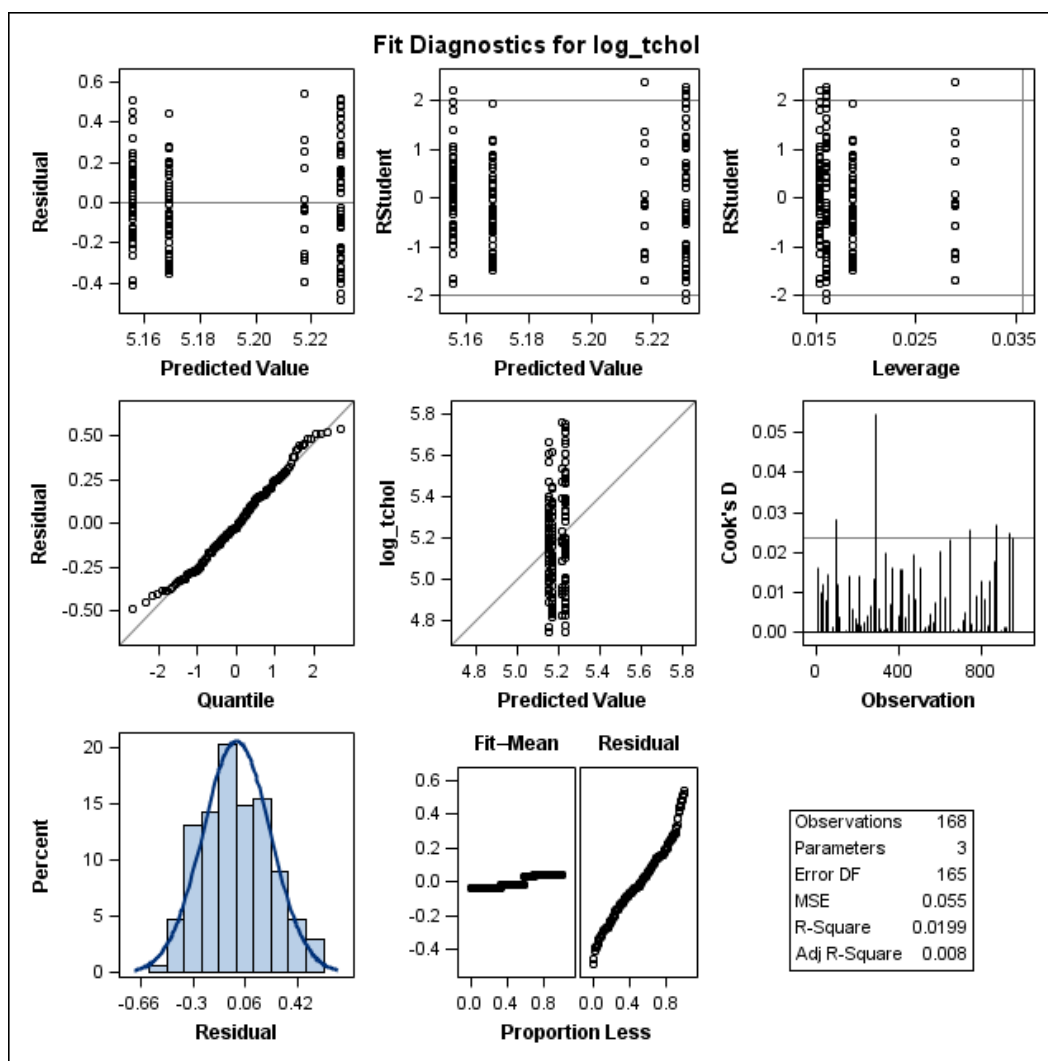 Fit Diagnostics for log_tchol
0.6
0.4
0.2
0.0
-0.2
-0.4
Residual
5.16 5.18 5.20 5.22
Predicted Value
2
1
0
-1
-2
RStudent
5.16 5.18 5.20 5.22
Predicted Value
2
1
0
-1
-2
RStudent
0.015 0.025 0.035
Leverage
0.50
0.25
0.00
-0.25
-0.50
Residual
-2 -1 0 1 2
Quantile
5.8
5.6
5.4
5.2
5.0
4.8
log_tchol
4.8 5.0 5.2 5.4 5.6 5.8
Predicted Value
0.05
0.04
0.03
0.02
0.01
0.00
Cook's D
0 400 800
Observation
20
15
10
5
0
Percent
-0.66 -0.3 0.06 0.42
Residual
Fit–Mean Residual
0.6
0.4
0.2
0.0
-0.2
-0.4
0.0 0.4 0.8 0.0 0.4 0.8
Proportion Less
Observations 168
Parameters 3
Error DF 165
MSE 0.055
R-Square 0.0199
Adj R-Square 0.008